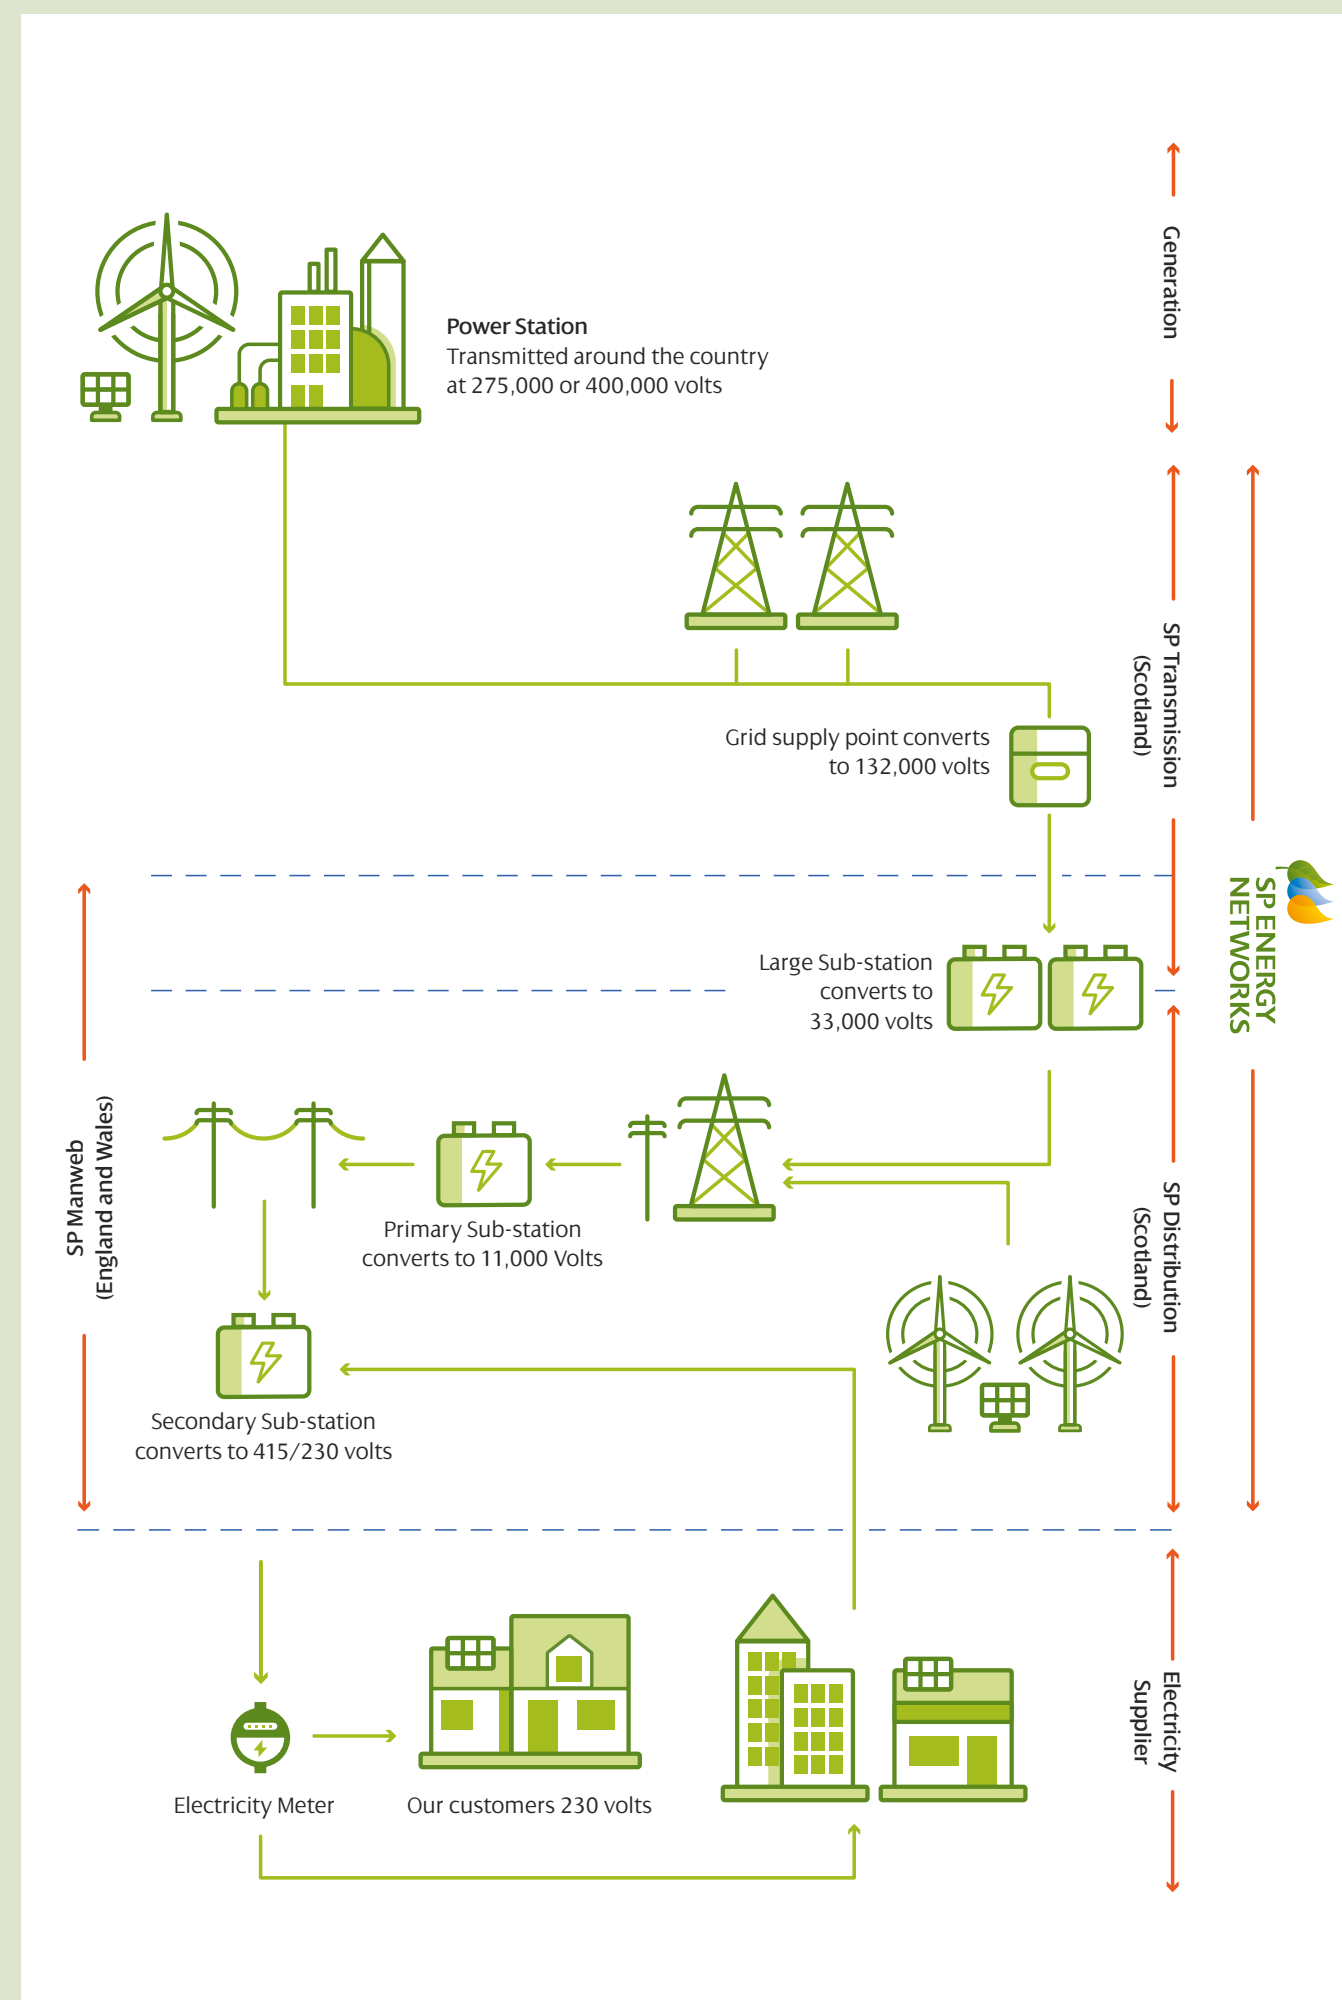 Generation
Power Station
Transmitted around the country
at 275,000 or 400,000 volts
SP Transmission
(Scotland)
Grid supply point converts
to 132,000 volts
SP ENERGY
NETWORKS
Large Sub-station
converts to
33,000 volts
SP Manweb
(England and Wales)
Primary Sub-station
converts to 11,000 Volts
SP Distribution
(Scotland)
Secondary Sub-station
converts to 415/230 volts
Electricity
Supplier
Electricity Meter
Our customers 230 volts